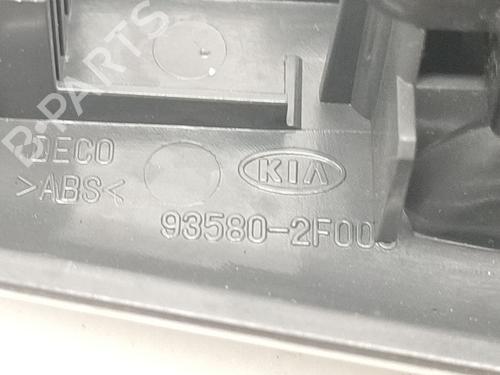 B-PARTS
DECO
>ABS<
KIA
93580-2F00